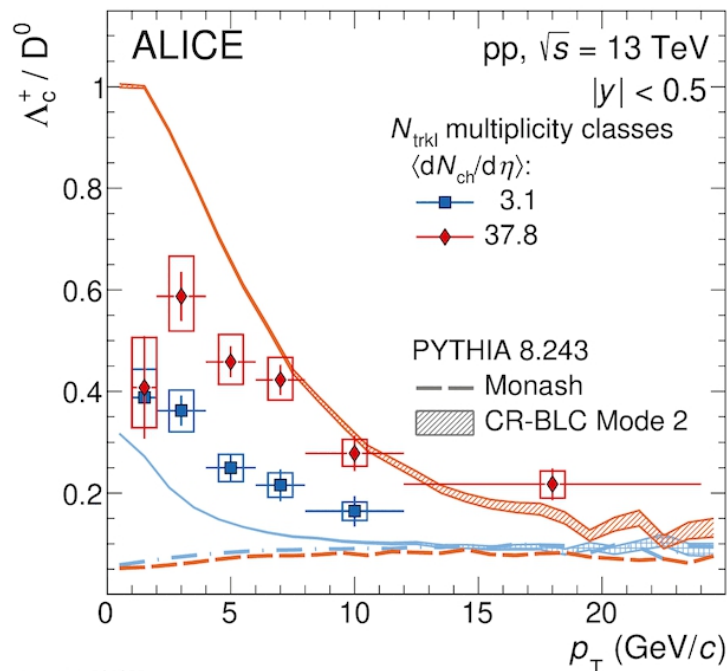 ALICE
pp, √s = 13 TeV
|y| < 0.5
N_trkl multiplicity classes
⟨dN_ch/dη⟩:
3.1
37.8
PYTHIA 8.243
Monash
CR-BLC Mode 2
Λ_c^+ / D^0
1
0.8
0.6
0.4
0.2
0 5 10 15 20
p_T (GeV/c)